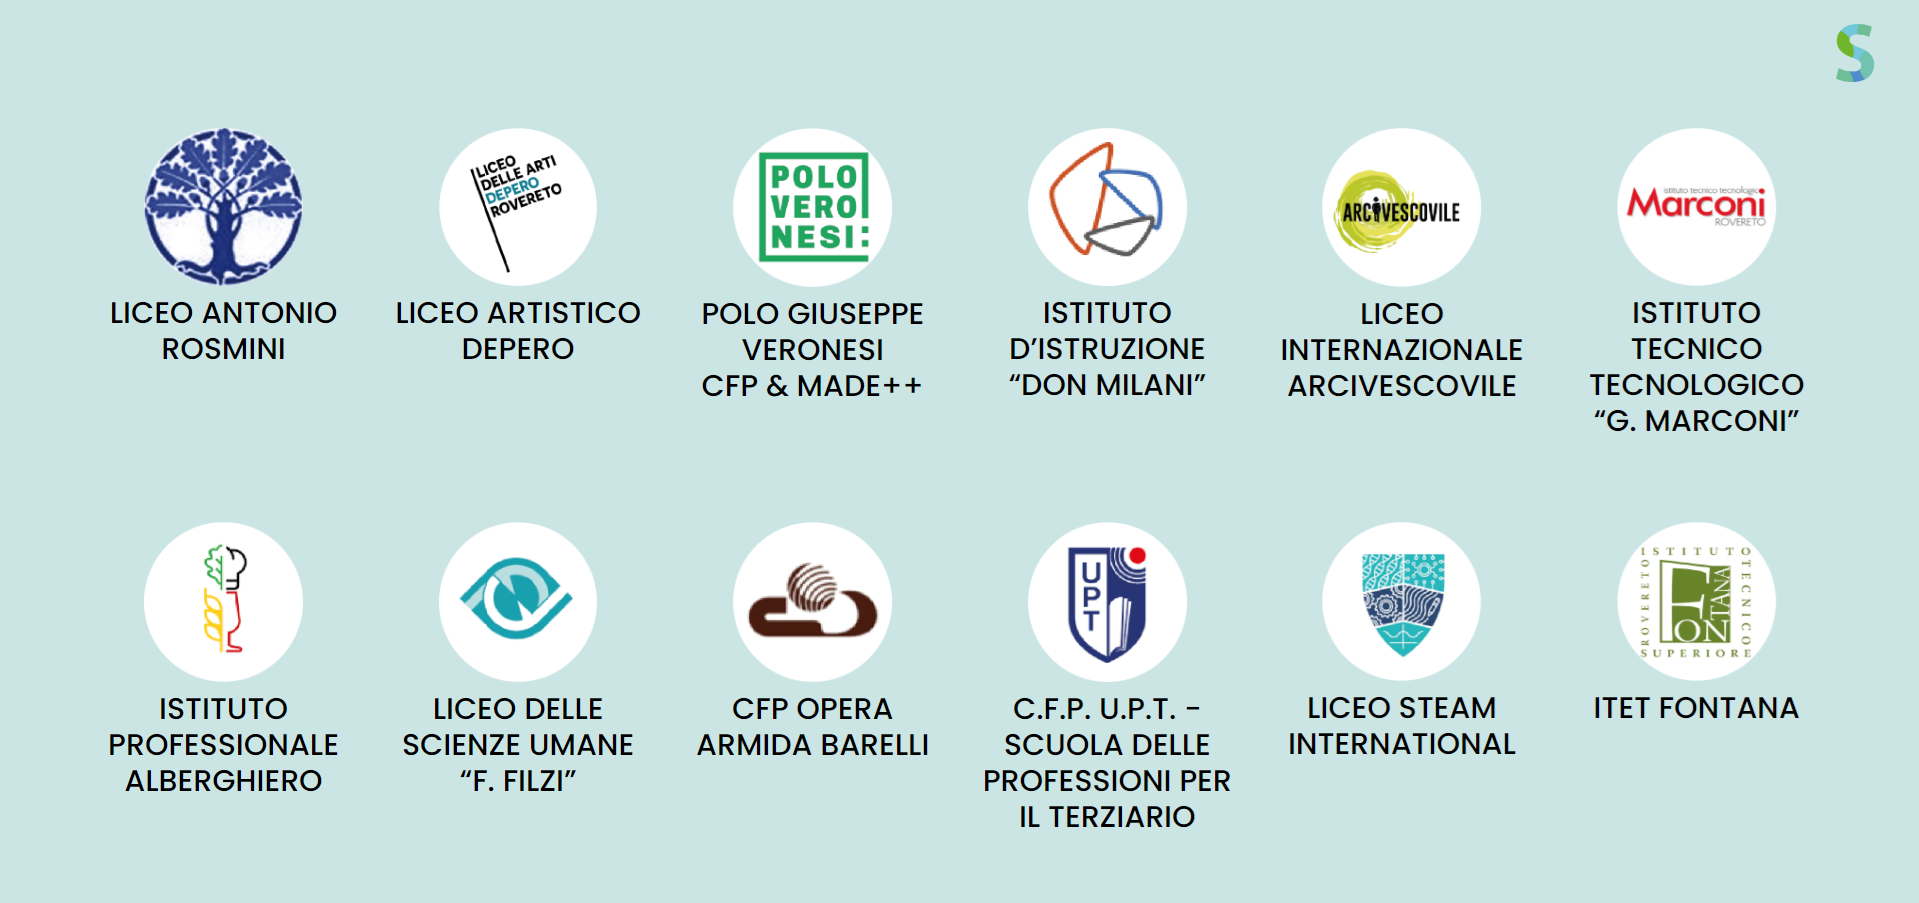 LICEO
DELLE ARTI
DEPERO
ROVERETO
POLO
VERO
NESI:
ARCIVESCOVILE
istituto tecnico tecnologico
Marconi
ROVERETO
LICEO ANTONIO
ROSMINI
LICEO ARTISTICO
DEPERO
POLO GIUSEPPE
VERONESI
CFP & MADE++
ISTITUTO
D’ISTRUZIONE
“DON MILANI”
LICEO
INTERNAZIONALE
ARCIVESCOVILE
ISTITUTO
TECNICO
TECNOLOGICO
“G. MARCONI”
UPT
ISTITUTO
TECNICO
SUPERIORE
ROVERETO
FONTANA
ISTITUTO
PROFESSIONALE
ALBERGHIERO
LICEO DELLE
SCIENZE UMANE
“F. FILZI”
CFP OPERA
ARMIDA BARELLI
C.F.P. U.P.T. -
SCUOLA DELLE
PROFESSIONI PER
IL TERZIARIO
LICEO STEAM
INTERNATIONAL
ITET FONTANA
S